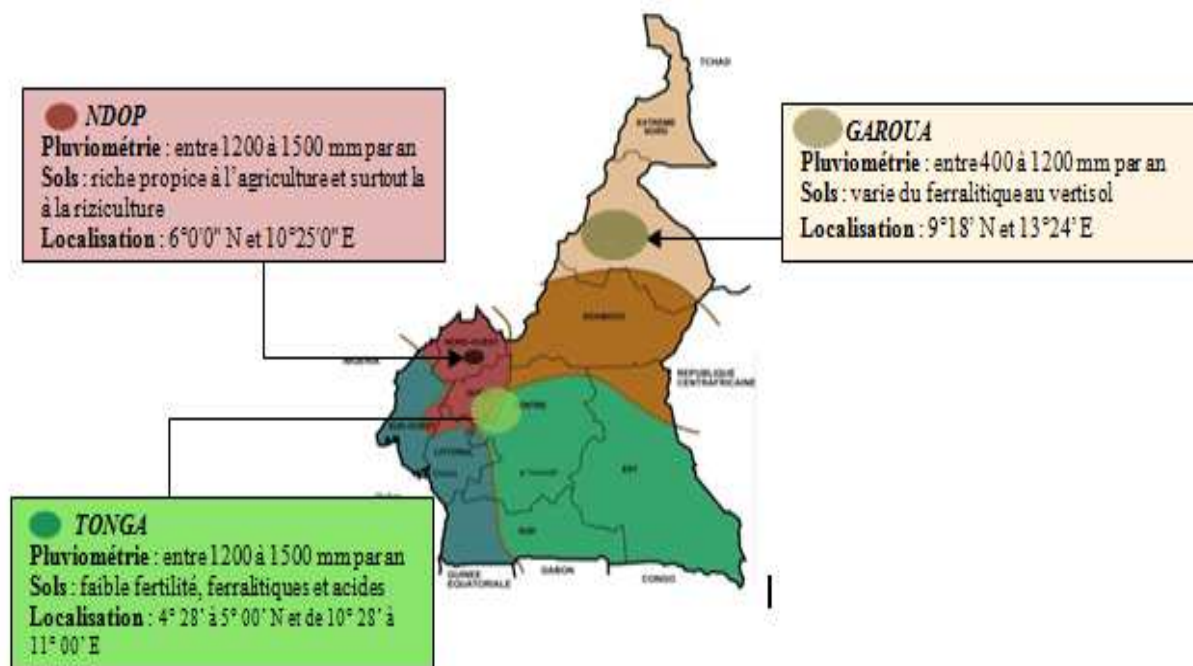 NDOP
Pluviométrie : entre 1200 à 1500 mm par an
Sols : riche propice à l'agriculture et surtout la
à la riziculture
Localisation : 6°0'0" N et 10°25'0" E
GAROUA
Pluviométrie : entre 400 à 1200 mm par an
Sols : varie du ferralitique au vertisol
Localisation : 9°18' N et 13°24' E
TONGA
Pluviométrie : entre 1200 à 1500 mm par an
Sols : faible fertilité, ferralitiques et acides
Localisation : 4° 28' à 5° 00' N et de 10° 28' à
11° 00' E
TCHAD
EXTREME
NORD
NORD-OUEST
REPUBLIQUE
CENTRAFRICAINE
CENTRE
SUD-OUEST
LITTORAL
EST
SUD
GUINEE
EQUATORIALE
GABON
CONGO